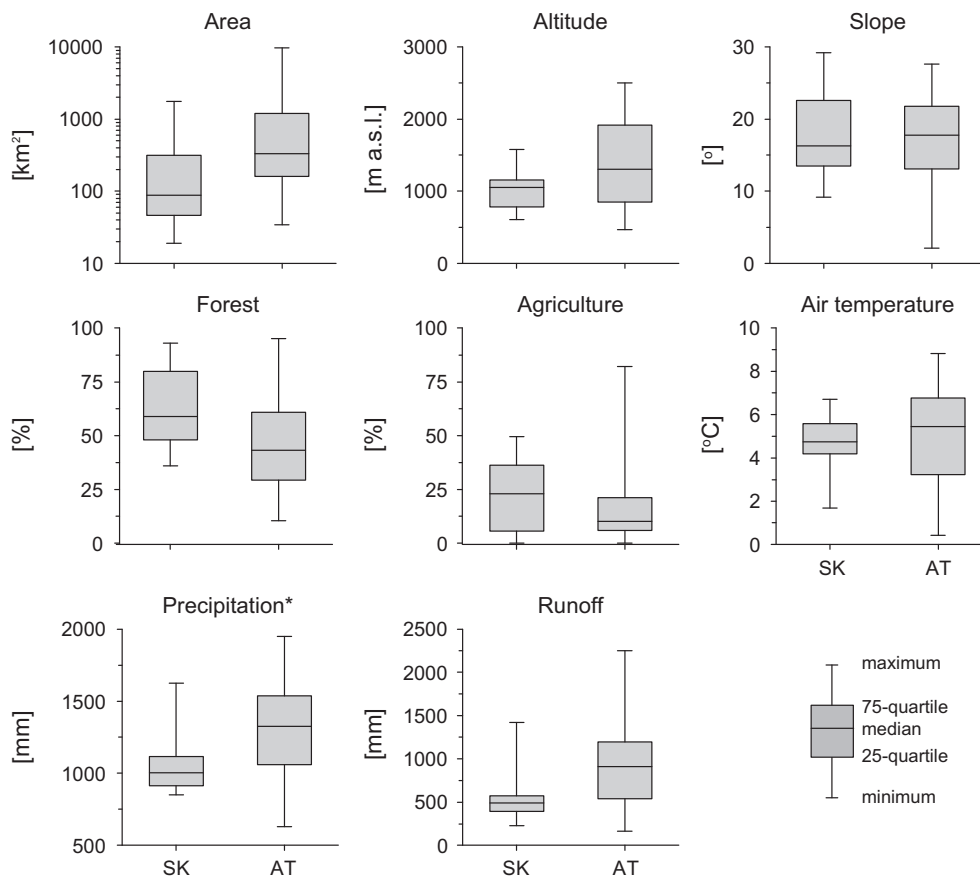 Area
Altitude
Slope
10000
1000
100
10
[km²]
3000
2000
1000
0
[m a.s.l.]
30
20
10
0
[º]
Forest
Agriculture
Air temperature
100
75
50
25
0
[%]
100
75
50
25
0
[%]
10
8
6
4
2
0
[ºC]
SK AT
Precipitation*
Runoff
2000
1500
1000
500
[mm]
SK AT
2500
2000
1500
1000
500
0
[mm]
SK AT
maximum
75-quartile
median
25-quartile
minimum